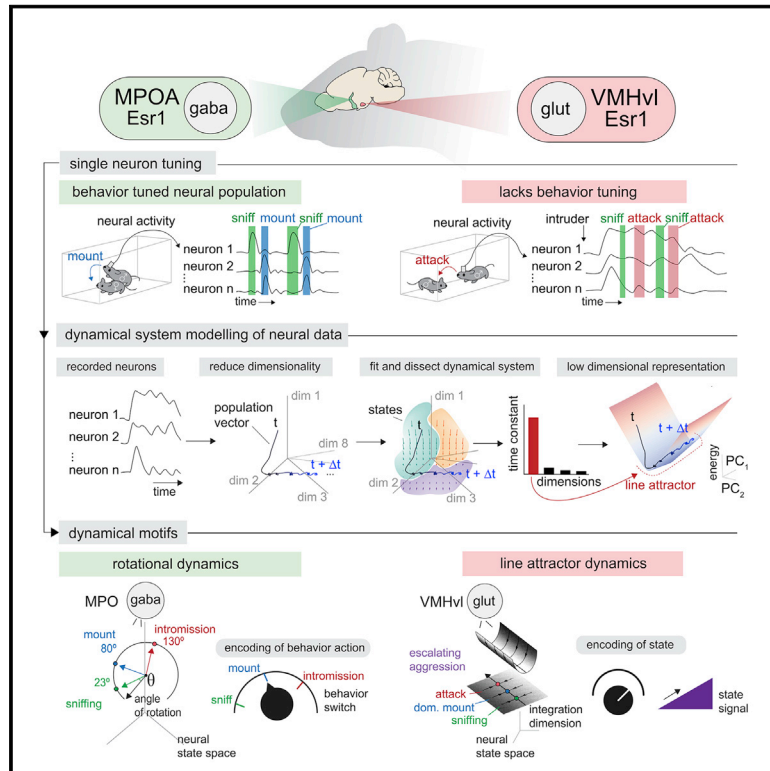 MPOA
Esr1
gaba
glut
VMHvl
Esr1
single neuron tuning
behavior tuned neural population
lacks behavior tuning
neural activity
mount
sniff
mount
sniff
mount
neuron 1
neuron 2
neuron n
time
neural activity
attack
intruder
sniff
attack
sniff
attack
neuron 1
neuron 2
neuron n
time
dynamical system modelling of neural data
recorded neurons
reduce dimensionality
fit and dissect dynamical system
low dimensional representation
neuron 1
neuron 2
neuron n
time
population
vector
t
dim 1
dim 8
t + Δt
dim 2
dim 3
states
dim 1
t
t + Δt
dim 2
dim 3
time constant
dimensions
t
t + Δt
line attractor
energy
PC1
PC2
dynamical motifs
rotational dynamics
line attractor dynamics
MPO
gaba
mount
80º
intromission
130º
23º
sniffing
θ
angle
of rotation
neural
state space
encoding of behavior action
mount
sniff
intromission
behavior
switch
VMHvl
glut
escalating
aggression
attack
dom. mount
sniffing
integration
dimension
neural
state space
encoding of state
state
signal